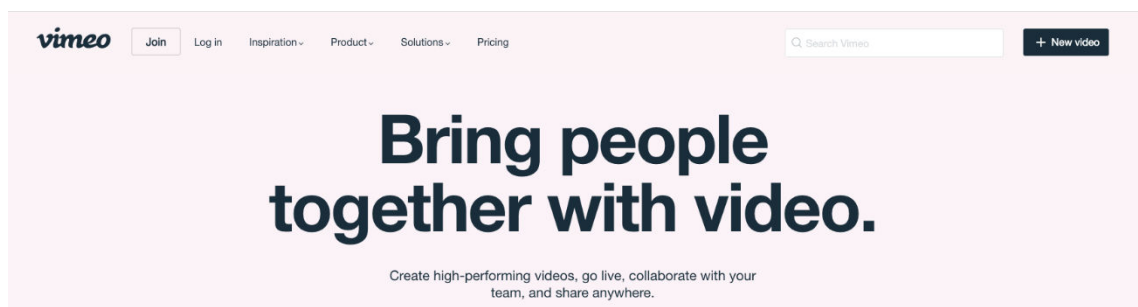 vimeo Join Log in Inspiration Product Solutions Pricing Search Vimeo + New video
Bring people
together with video.
Create high-performing videos, go live, collaborate with your
team, and share anywhere.